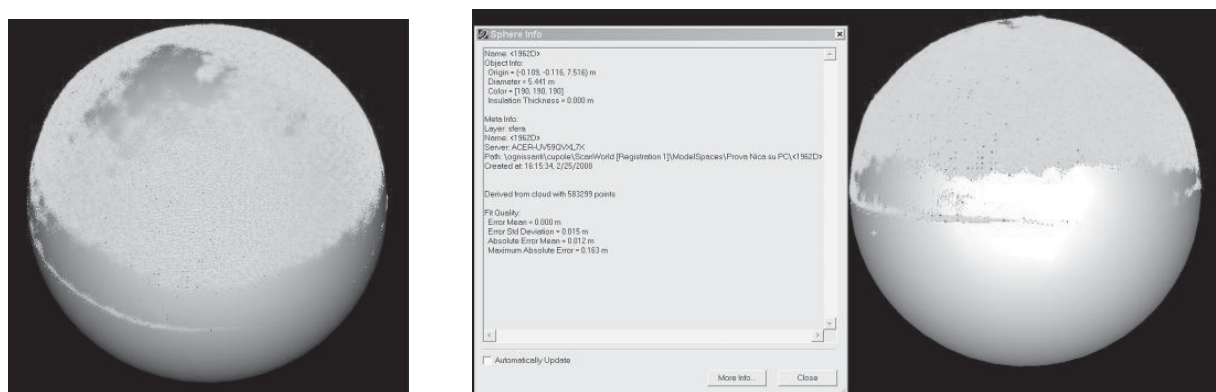 Sphere Info
Name: <1962D>
Object Info:
Origin = (-0.109, -0.116, 7.516) m
Diameter = 5.441 m
Color = [190, 190, 190]
Insulation Thickness = 0.000 m
Meta Info:
Layer: sfera
Name: <1962D>
Server: ACER-UV59QVXL7X
Path: \ognissanti\cupole\ScanWorld [Registration 1]\ModelSpaces\Prova Nica su PC\<1962D>
Created at: 16:15:34, 2/25/2008
Derived from cloud with 583299 points
Fit Quality:
Error Mean = 0.000 m
Error Std Deviation = 0.015 m
Absolute Error Mean = 0.012 m
Maximum Absolute Error = 0.163 m
Automatically Update
More Info... Close